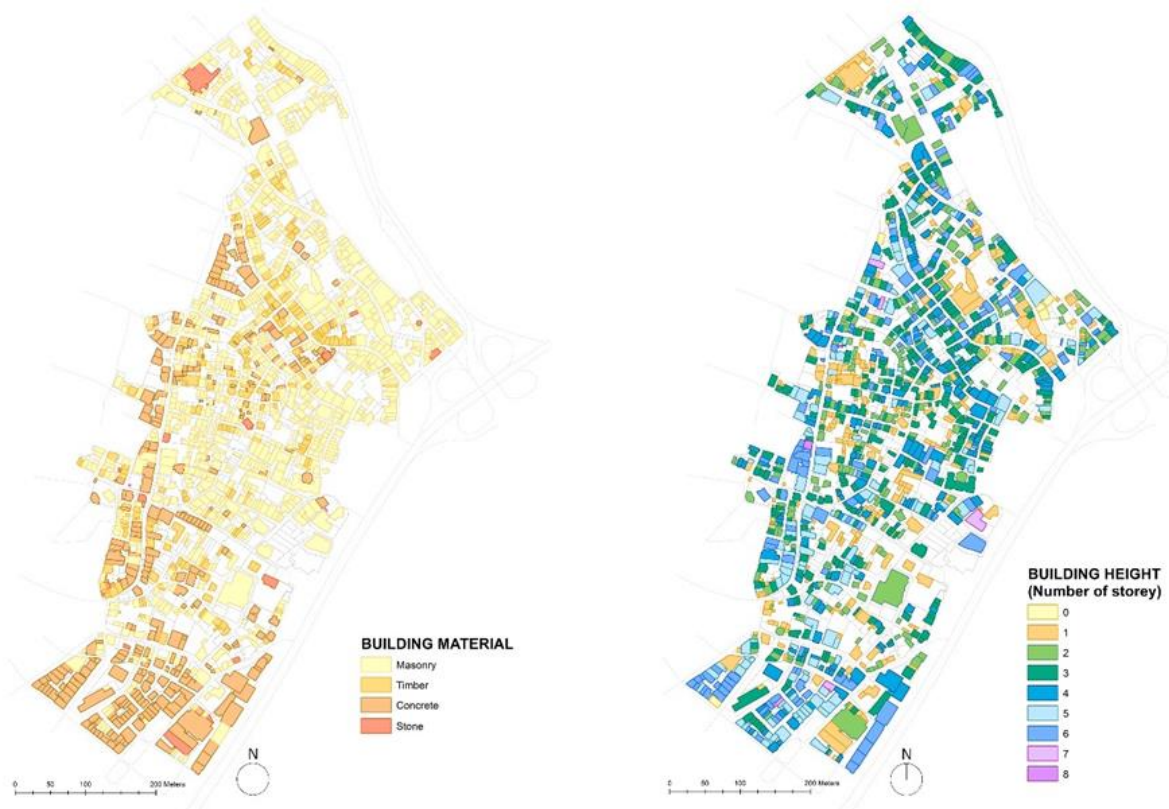 BUILDING MATERIAL
Masonry
Timber
Concrete
Stone
N
0 50 100 200 Meters
BUILDING HEIGHT
(Number of storey)
0
1
2
3
4
5
6
7
8
N
0 50 100 200 Meters